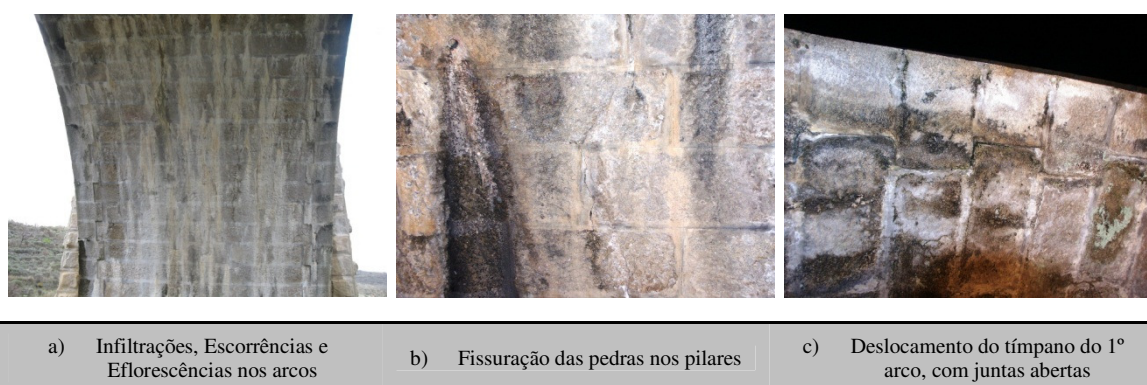 a) Infiltrações, Escorrências e
Eflorescências nos arcos
b) Fissuração das pedras nos pilares
c) Deslocamento do tímpano do 1º
arco, com juntas abertas